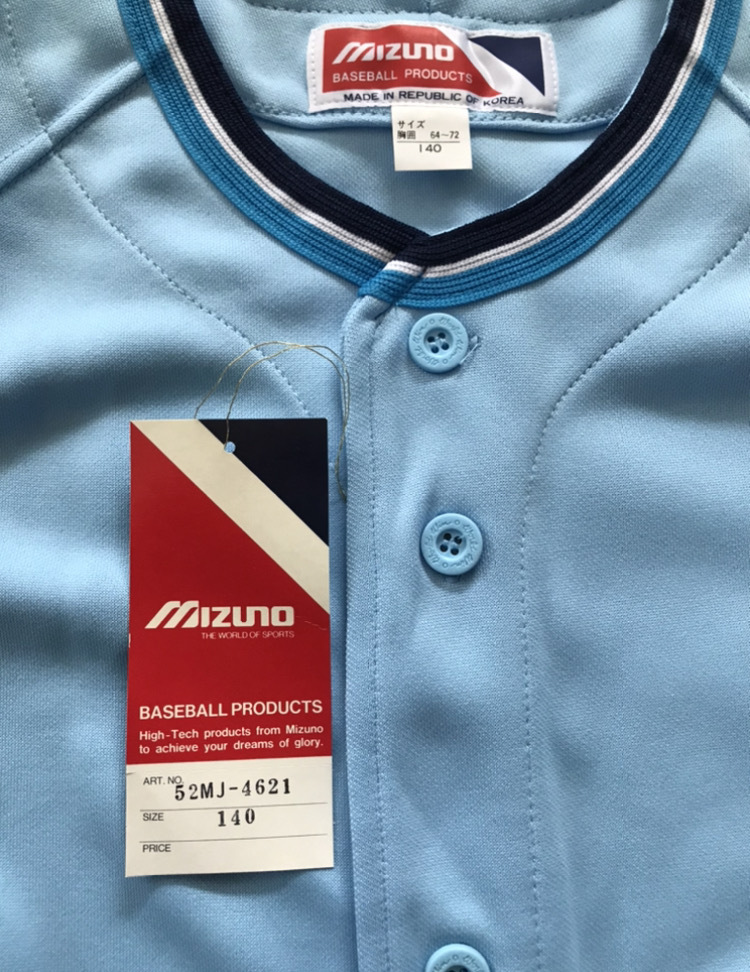 MIZUNO
BASEBALL PRODUCTS
MADE IN REPUBLIC OF KOREA
サイズ
胸囲 64~72
140
MIZUNO
THE WORLD OF SPORTS
BASEBALL PRODUCTS
High-Tech products from Mizuno
to achieve your dreams of glory.
ART. NO. 52MJ-4621
SIZE 140
PRICE